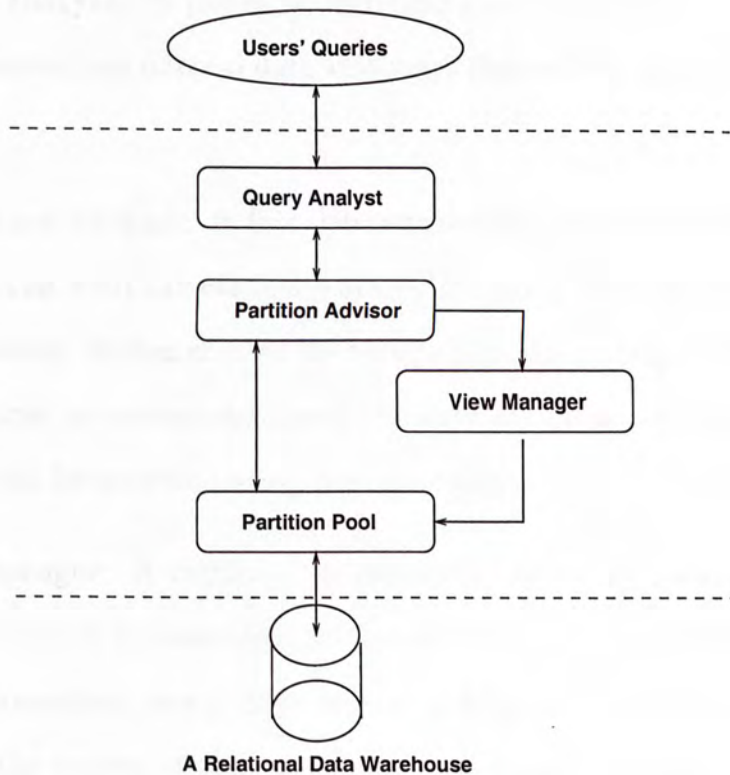 Users' Queries
Query Analyst
Partition Advisor
View Manager
Partition Pool
A Relational Data Warehouse